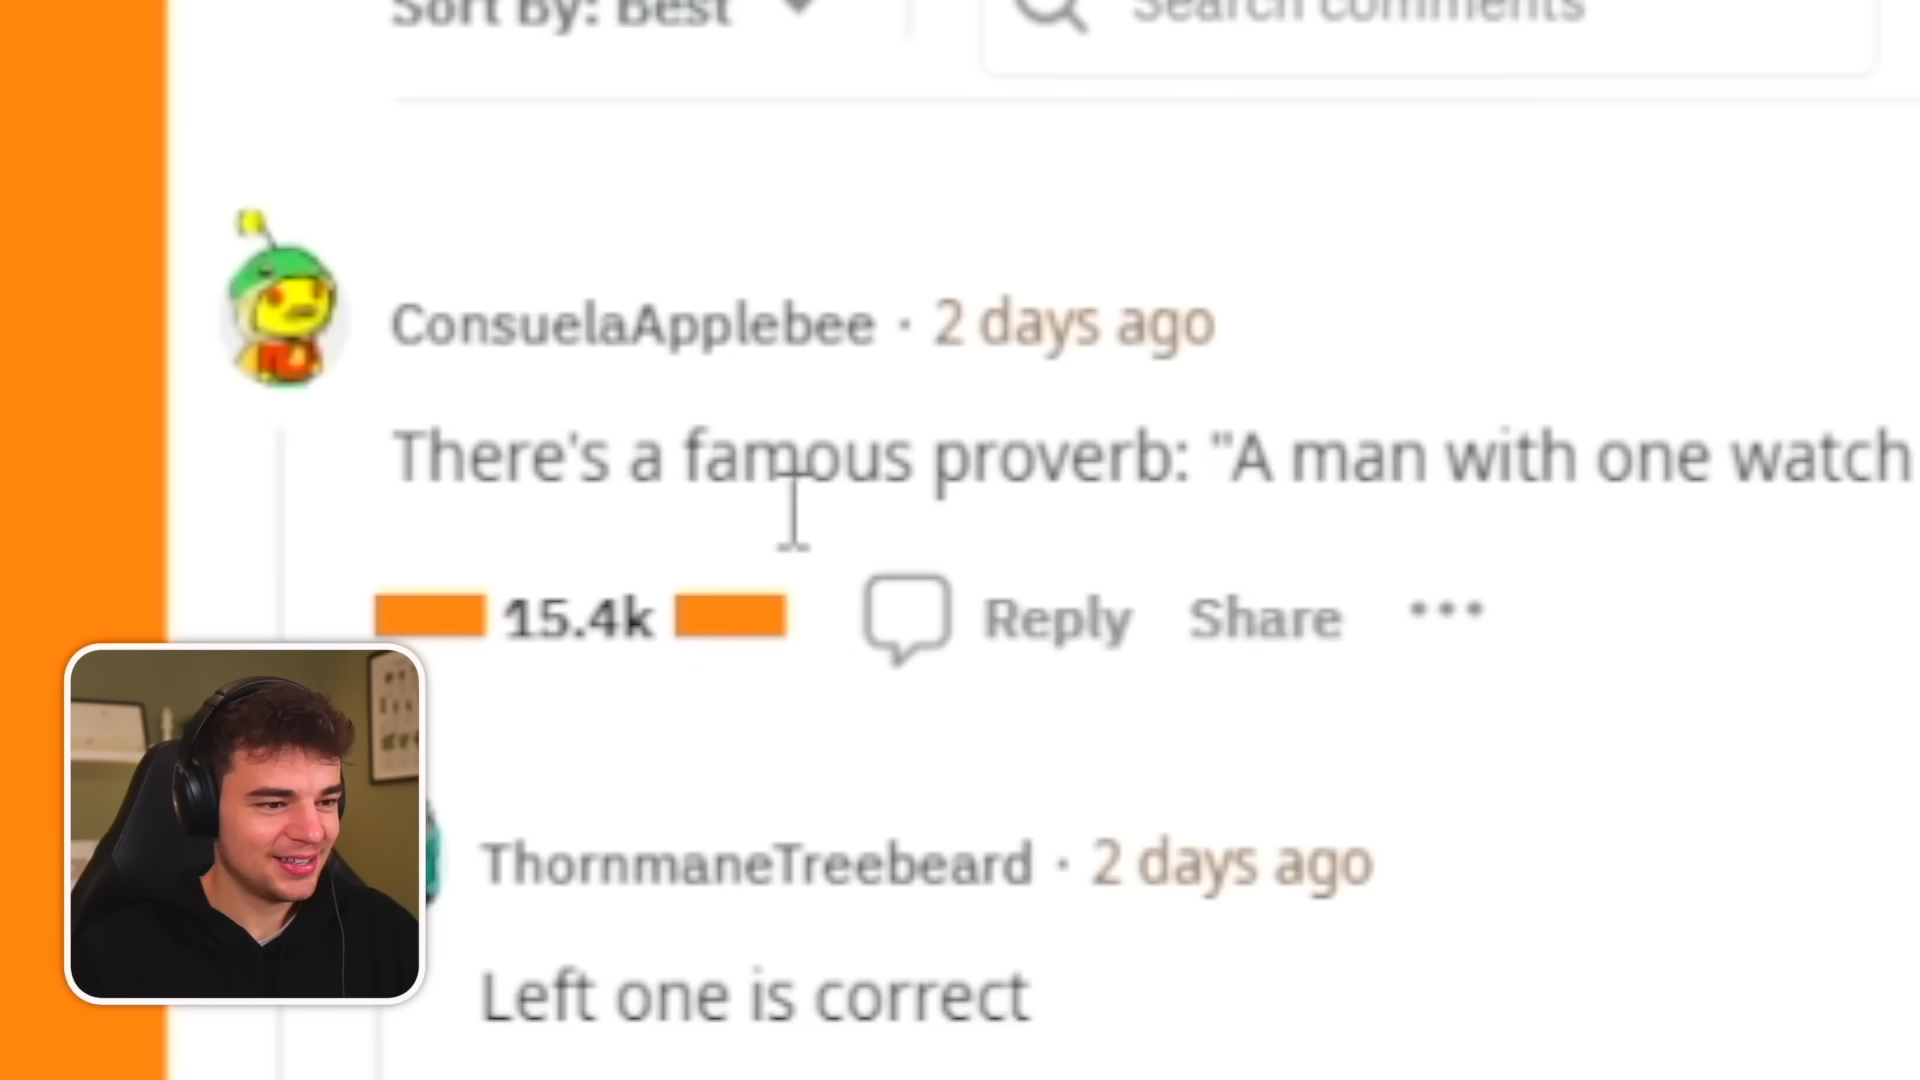 Sort By: Best
Search comments
ConsuelaApplebee · 2 days ago
There's a famous proverb: "A man with one watch
15.4k Reply Share ...
ThornmaneTreebeard · 2 days ago
Left one is correct